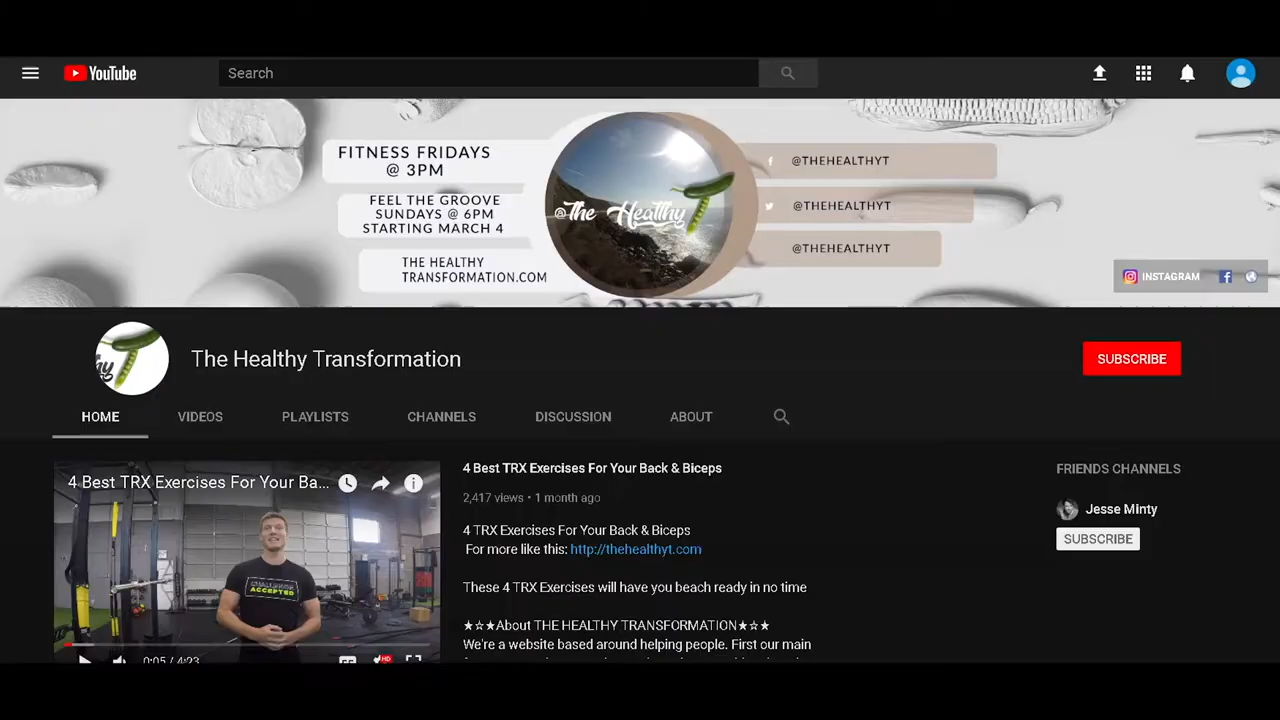 YouTube
Search
FITNESS FRIDAYS
@ 3PM
FEEL THE GROOVE
SUNDAYS @ 6PM
STARTING MARCH 4
THE HEALTHY
TRANSFORMATION.COM
@The Healthy T
@THEHEALTHYT
@THEHEALTHYT
@THEHEALTHYT
INSTAGRAM
The Healthy Transformation
SUBSCRIBE
HOME VIDEOS PLAYLISTS CHANNELS DISCUSSION ABOUT
4 Best TRX Exercises For Your Ba...
CHALLENGE
ACCEPTED
0:05 / 4:23
HD
4 Best TRX Exercises For Your Back & Biceps
2,417 views • 1 month ago
4 TRX Exercises For Your Back & Biceps
For more like this: http://thehealthyt.com
These 4 TRX Exercises will have you beach ready in no time
★☆★About THE HEALTHY TRANSFORMATION★☆★
We're a website based around helping people. First our main
FRIENDS CHANNELS
Jesse Minty
SUBSCRIBE